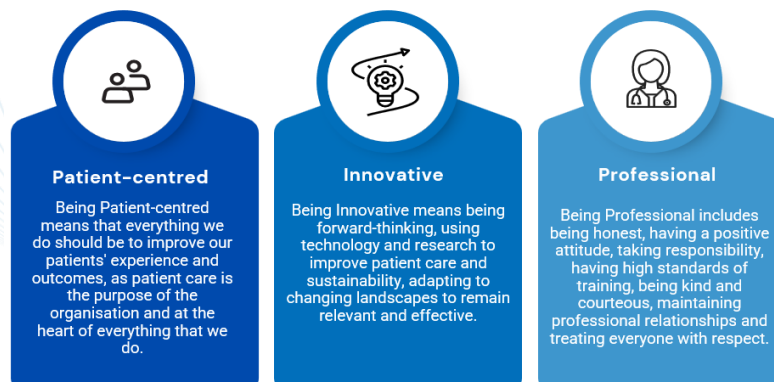 Patient-centred
Being Patient-centred
means that everything we
do should be to improve our
patients' experience and
outcomes, as patient care is
the purpose of the
organisation and at the
heart of everything that we
do.
Innovative
Being Innovative means being
forward-thinking, using
technology and research to
improve patient care and
sustainability, adapting to
changing landscapes to remain
relevant and effective.
Professional
Being Professional includes
being honest, having a positive
attitude, taking responsibility,
having high standards of
training, being kind and
courteous, maintaining
professional relationships and
treating everyone with respect.